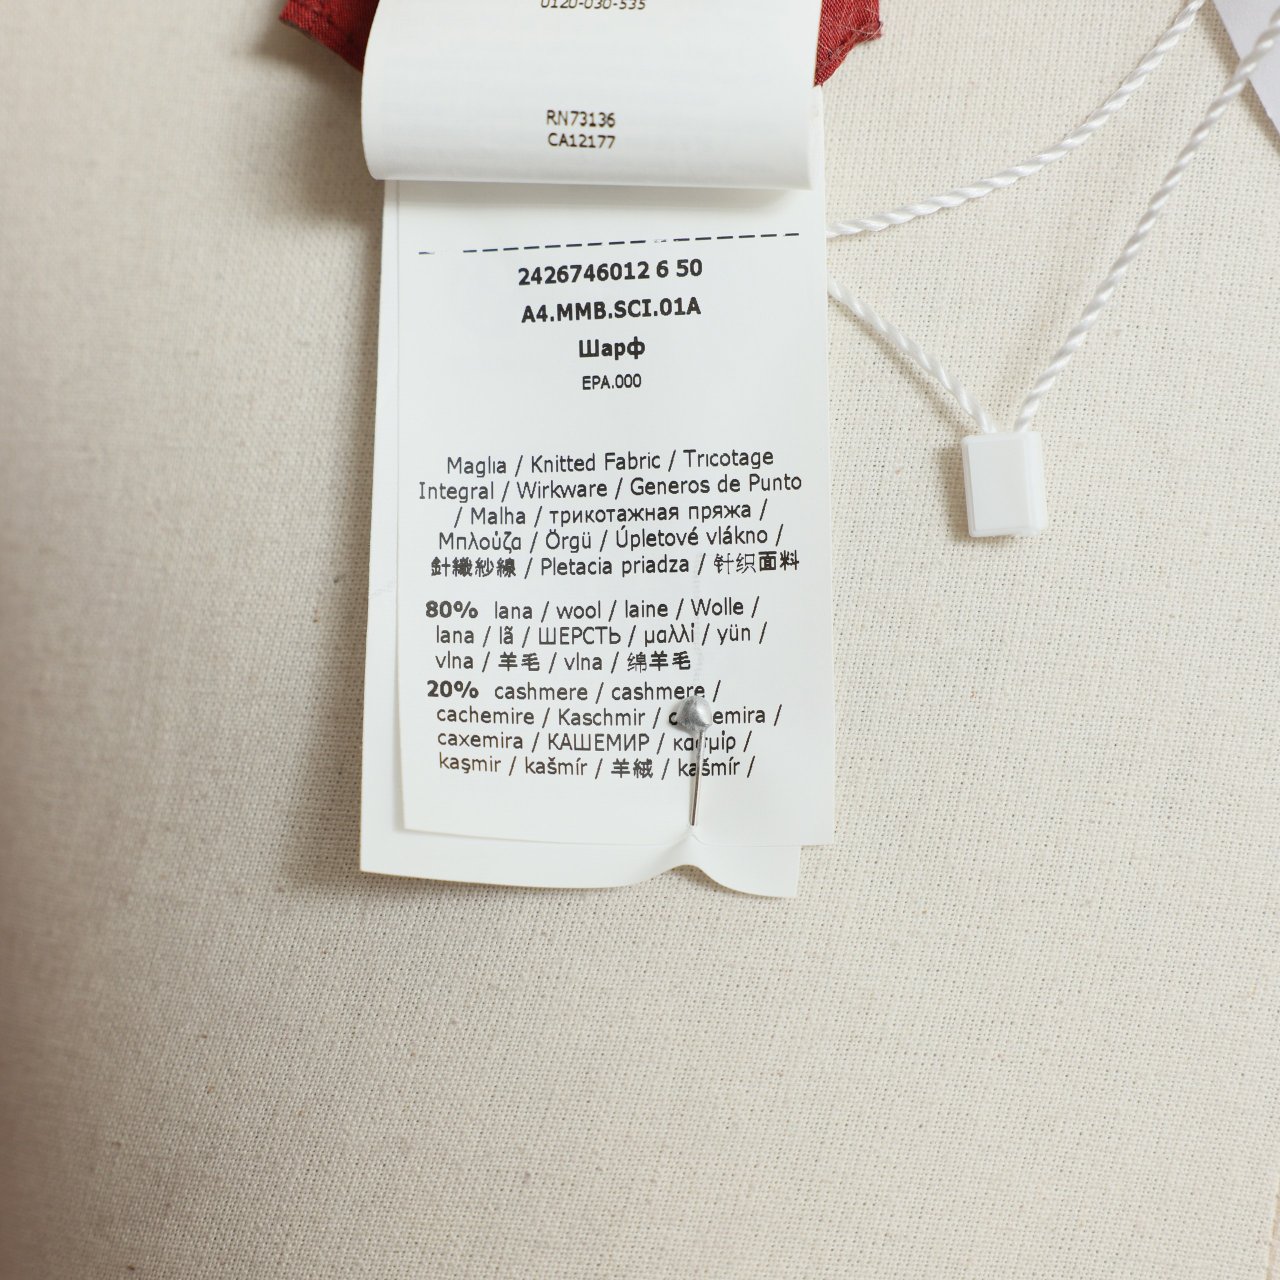 0120-030-535
RN73136
CA12177
2426746012 6 50
A4.MMB.SCI.01A
Шарф
EPA.000
Maglıa / Knitted Fabric / Trıcotage
Integral / Wirkware / Generos de Punto
/ Malha / трикотажная пряжа /
Μπλούζα / Örgü / Úpletové vlákno /
針織紗線 / Pletacia priadza / 针织面料
80% lana / wool / laine / Wolle /
lana / lã / ШЕРСТЬ / μαλλί / yün /
vlna / 羊毛 / vlna / 绵羊毛
20% cashmere / cashmere /
cachemire / Kaschmir / /
caxemira / КАШЕМИР / κασμίρ /
kaşmir / kašmír / 羊絨 / kašmír /